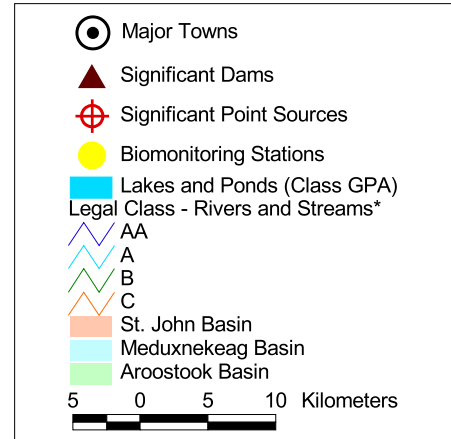 Major Towns
Significant Dams
Significant Point Sources
Biomonitoring Stations
Lakes and Ponds (Class GPA)
Legal Class - Rivers and Streams*
AA
A
B
C
St. John Basin
Meduxnekeag Basin
Aroostook Basin
5 0 5 10 Kilometers